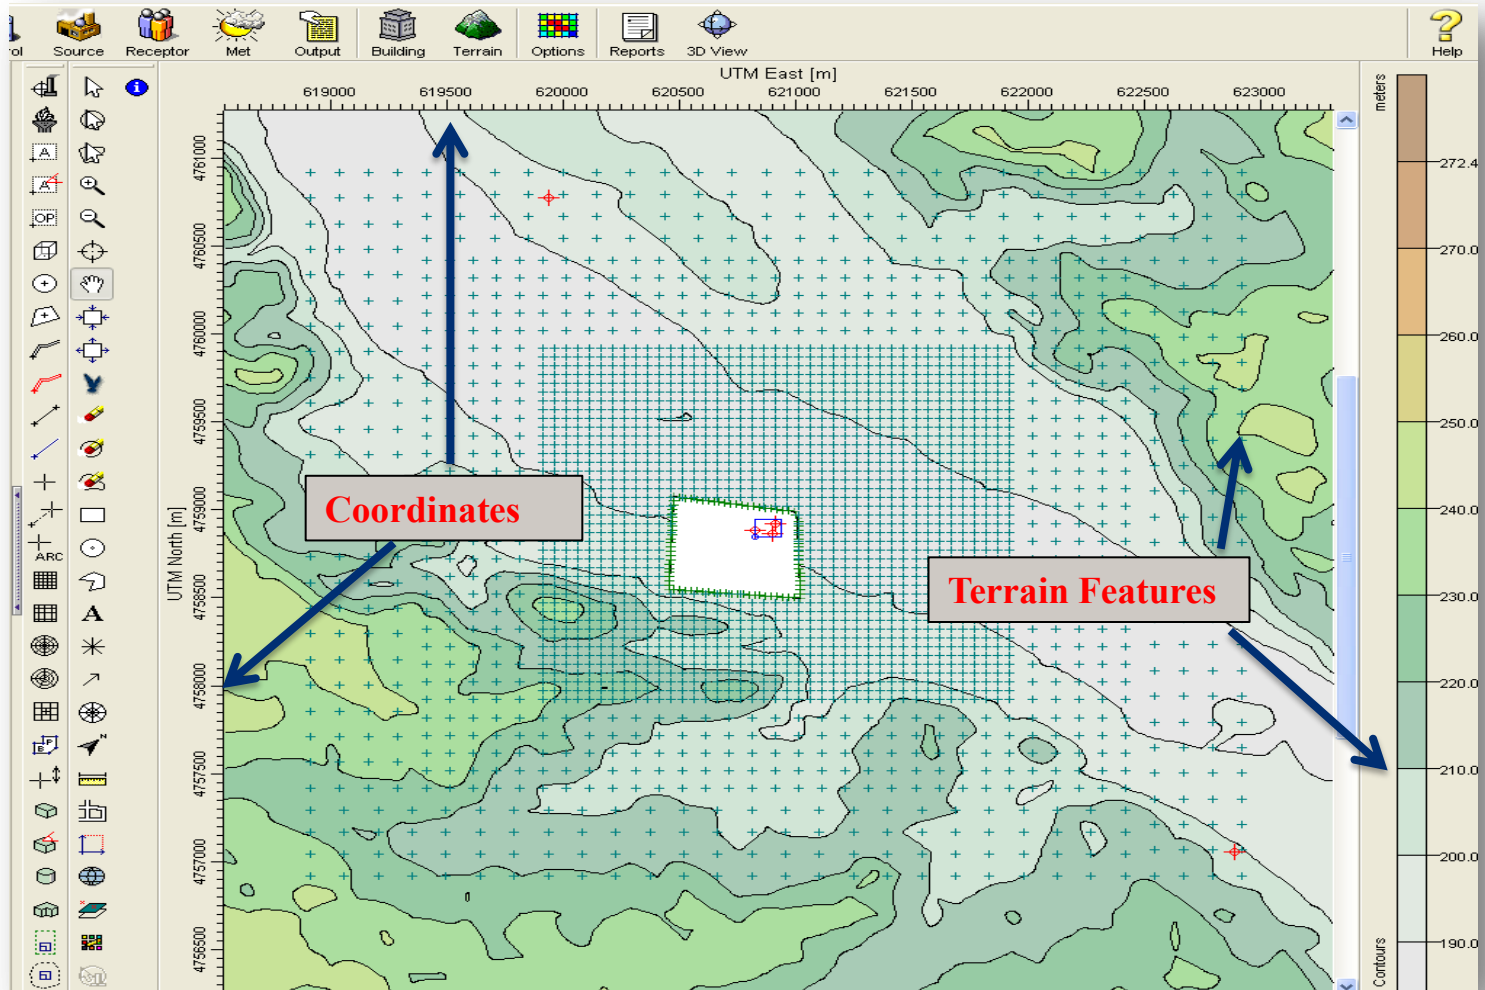 ol Source Receptor Met Output Building Terrain Options Reports 3D View Help
UTM East [m]
619000 619500 620000 620500 621000 621500 622000 622500 623000
meters
A
A
OP
ARC
A
N
UTM North [m]
4761000
4760500
4760000
4759500
4759000
4758500
4758000
4757500
4757000
4756500
Coordinates
Terrain Features
272.4
270.0
260.0
250.0
240.0
230.0
220.0
210.0
200.0
190.0
Contours